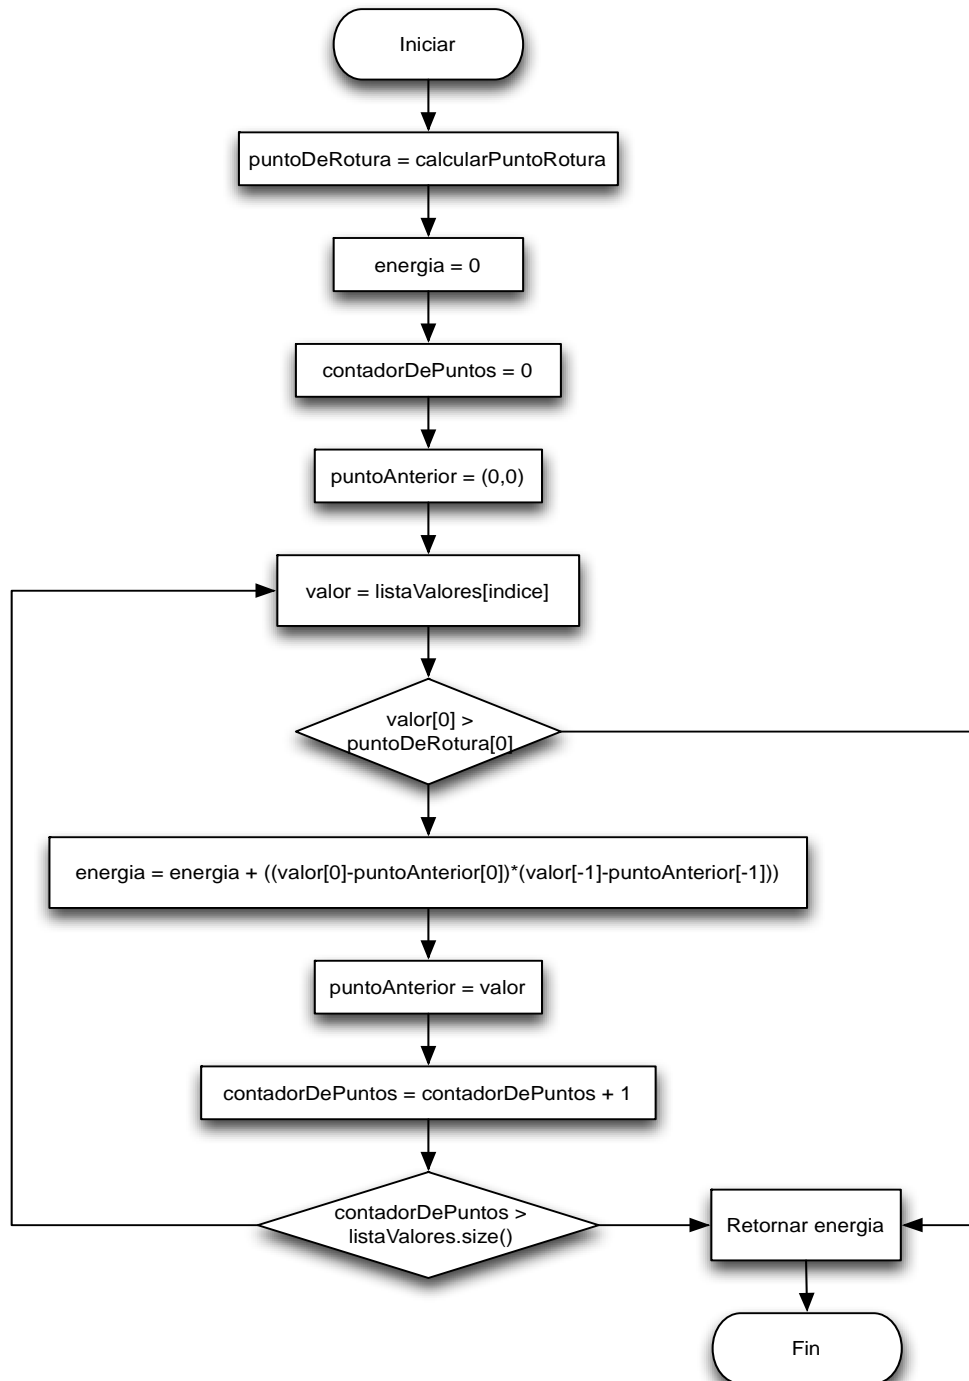 Iniciar
puntoDeRotura = calcularPuntoRotura
energia = 0
contadorDePuntos = 0
puntoAnterior = (0,0)
valor = listaValores[indice]
valor[0] >
puntoDeRotura[0]
energia = energia + ((valor[0]-puntoAnterior[0])*(valor[-1]-puntoAnterior[-1]))
puntoAnterior = valor
contadorDePuntos = contadorDePuntos + 1
contadorDePuntos >
listaValores.size()
Retornar energia
Fin